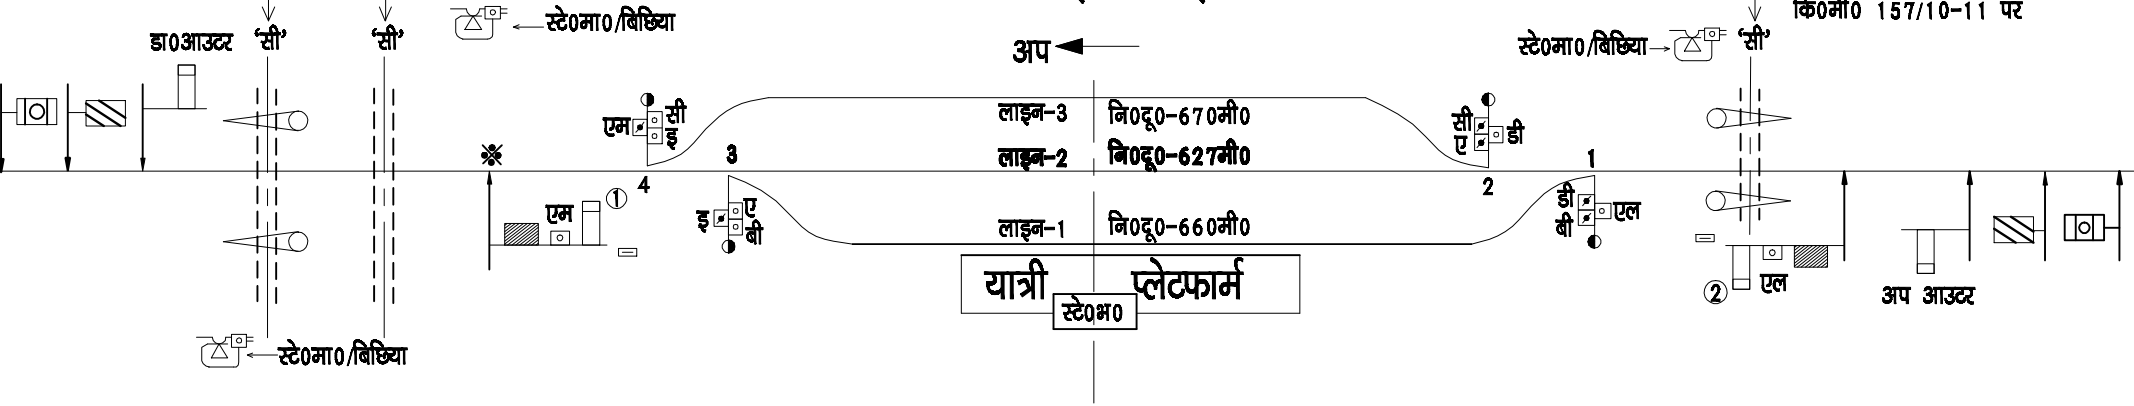 कि0मी0 157/10-11 पर
स्टे0मा0/बिछिया
डा0आउटर
‘सी’
‘सी’
अप
स्टे0मा0/बिछिया
‘सी’
एम
सी
इ
लाइन-3 नि0दू0-670मी0
सी
ए
डी
3
लाइन-2 नि0दू0-627मी0
1
4
2
एम
1
इ
ए
बी
लाइन-1 नि0दू0-660मी0
डी
बी
एल
यात्री प्लेटफार्म
स्टे0भ0
2
एल
अप आउटर
स्टे0मा0/बिछिया